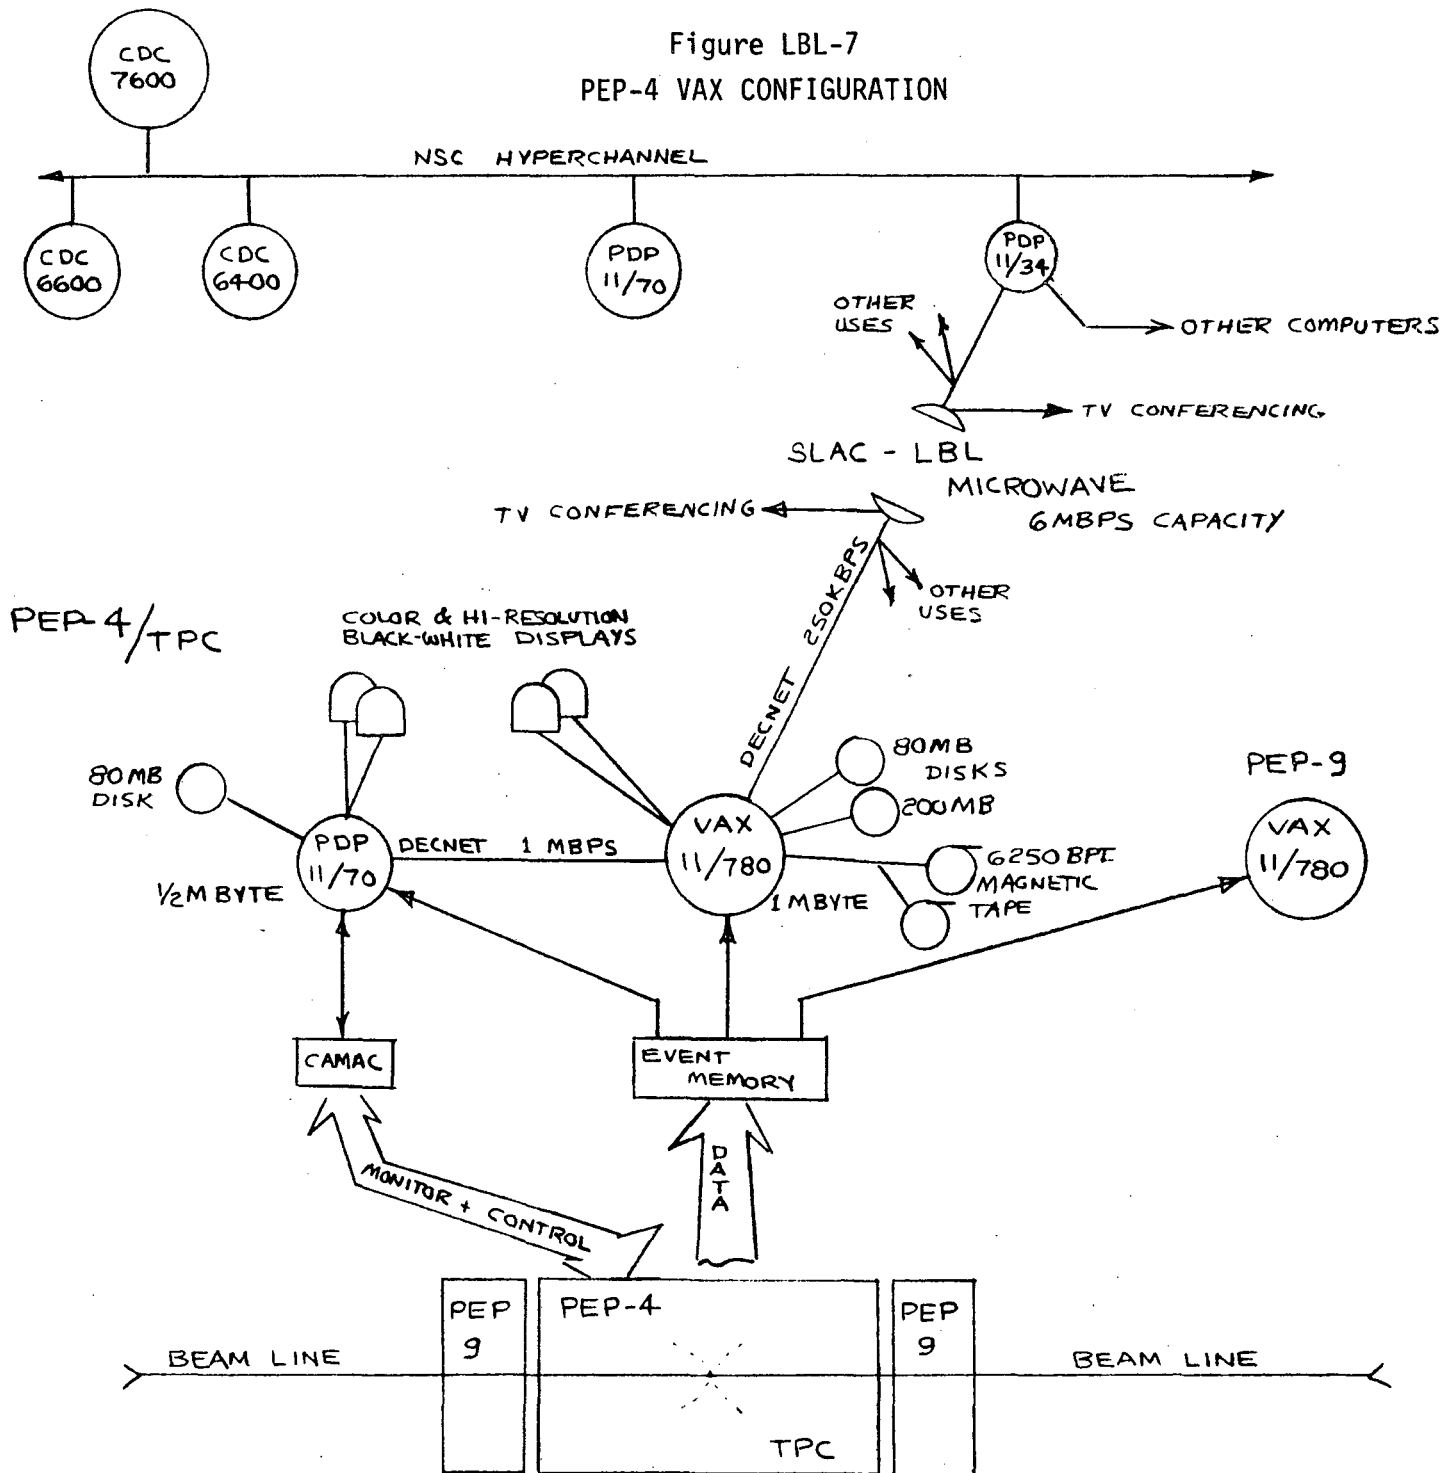 Figure LBL-7
PEP-4 VAX CONFIGURATION
CDC
7600
NSC HYPERCHANNEL
CDC
6600
CDC
6400
PDP
11/70
PDP
11/34
OTHER
USES
OTHER COMPUTERS
TV CONFERENCING
SLAC - LBL
MICROWAVE
6MBPS CAPACITY
TV CONFERENCING
DECNET 250KBPS
OTHER
USES
PEP-4/TPC
COLOR & HI-RESOLUTION
BLACK-WHITE DISPLAYS
80MB
DISK
PDP
11/70
1/2 M BYTE
DECNET 1 MBPS
VAX
11/780
1 MBYTE
80MB
DISKS
200MB
6250 BPI
MAGNETIC
TAPE
PEP-9
VAX
11/780
CAMAC
EVENT
MEMORY
MONITOR + CONTROL
DATA
PEP
9
PEP-4
PEP
9
BEAM LINE
BEAM LINE
TPC